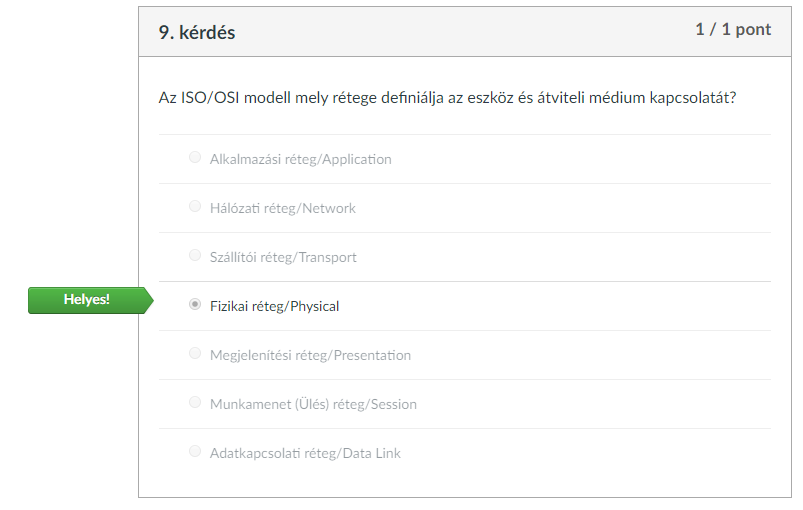 9. kérdés
1 / 1 pont
Az ISO/OSI modell mely rétege definiálja az eszköz és átviteli médium kapcsolatát?
Alkalmazási réteg/Application
Hálózati réteg/Network
Szállítói réteg/Transport
Helyes!
Fizikai réteg/Physical
Megjelenítési réteg/Presentation
Munkamenet (Ülés) réteg/Session
Adatkapcsolati réteg/Data Link